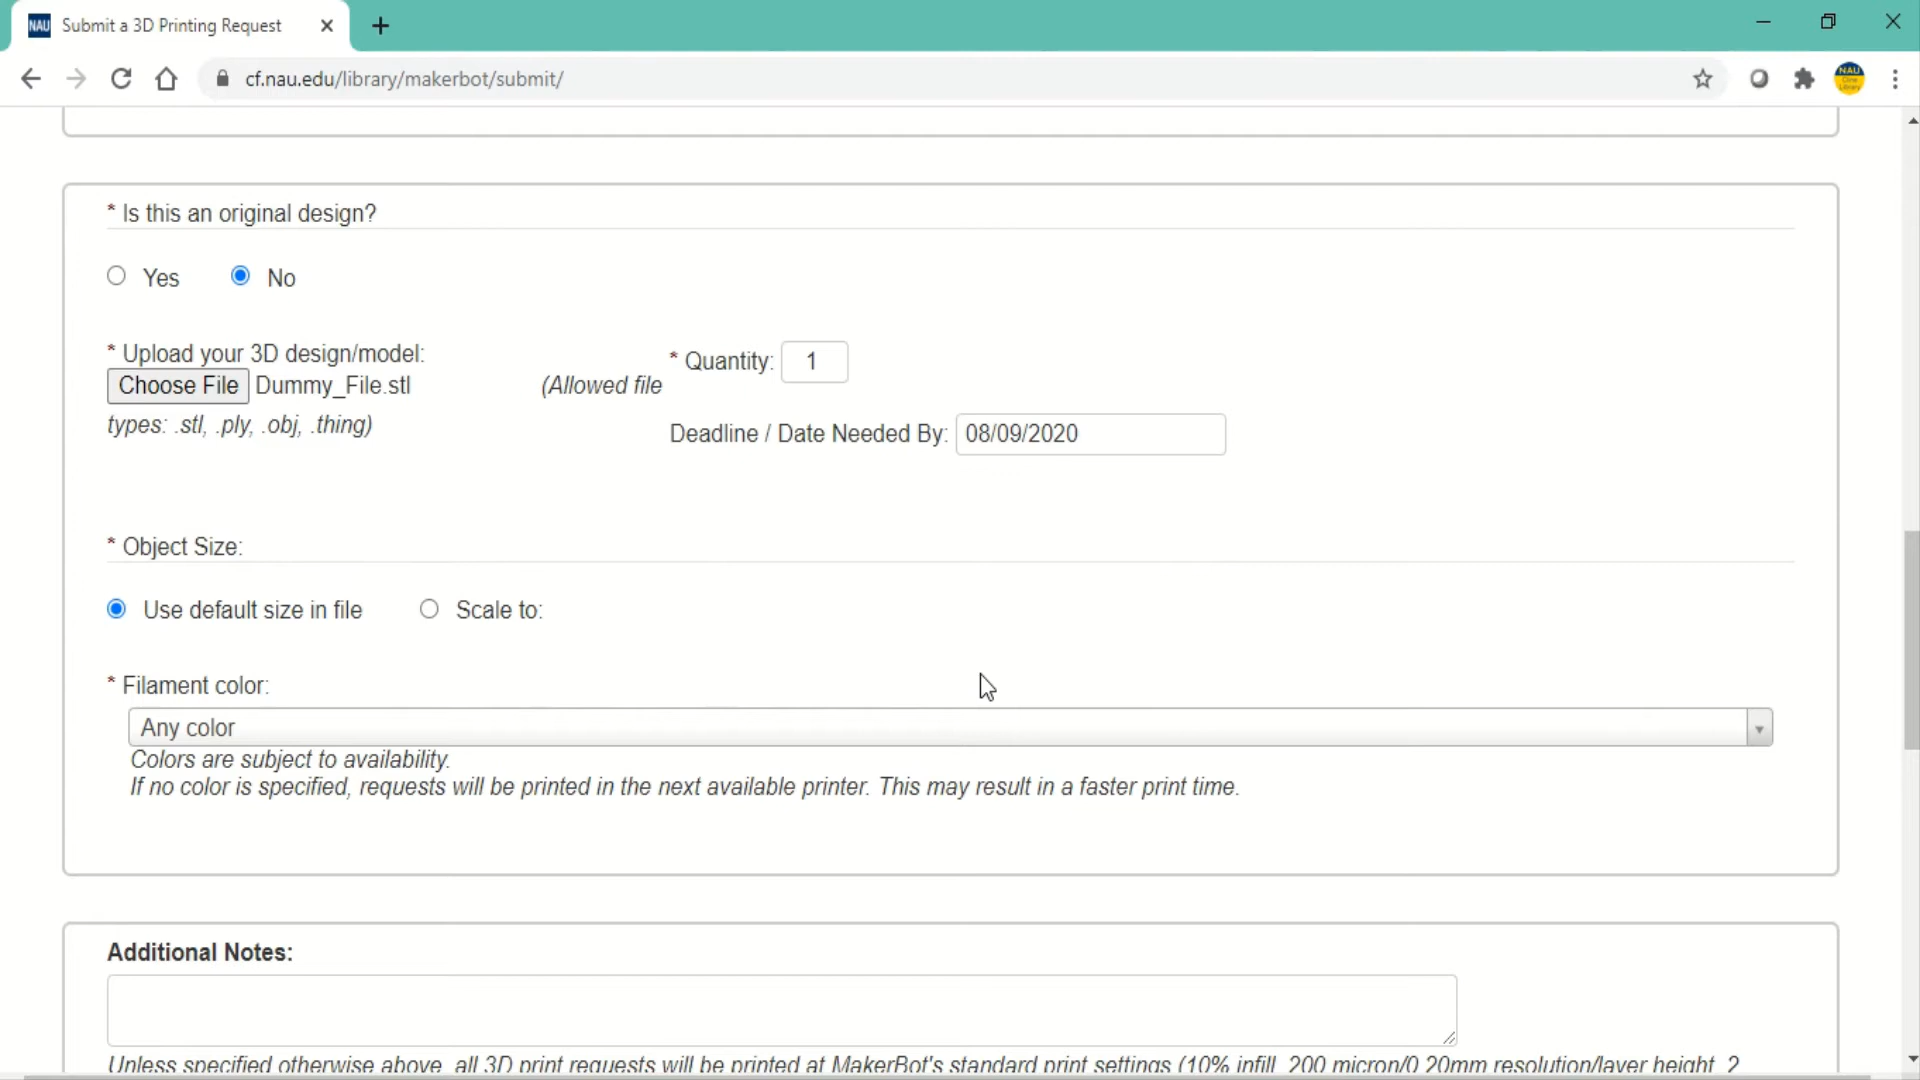 NAU Submit a 3D Printing Request
cf.nau.edu/library/makerbot/submit/
NAU
Cline
Library
* Is this an original design?
Yes No
* Upload your 3D design/model:
Choose File Dummy_File.stl (Allowed file
types: .stl, .ply, .obj, .thing)
* Quantity: 1
Deadline / Date Needed By: 08/09/2020
* Object Size:
Use default size in file Scale to:
* Filament color:
Any color
Colors are subject to availability.
If no color is specified, requests will be printed in the next available printer. This may result in a faster print time.
Additional Notes:
Unless specified otherwise above, all 3D print requests will be printed at MakerBot's standard print settings (10% infill, 200 micron/0.20mm resolution/layer height, 2